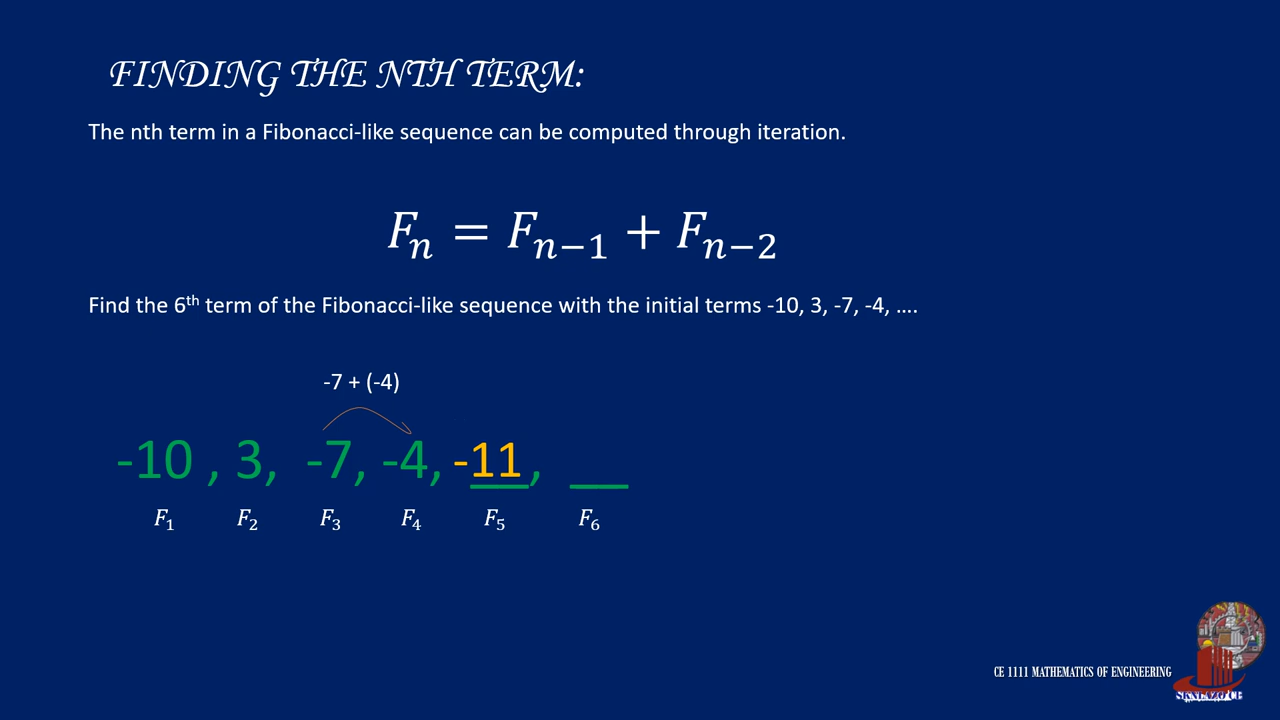 FINDING THE NTH TERM:
The nth term in a Fibonacci-like sequence can be computed through iteration.
Fₙ = Fₙ₋₁ + Fₙ₋₂
Find the 6ᵗʰ term of the Fibonacci-like sequence with the initial terms -10, 3, -7, -4, ….
-7 + (-4)
-10 , 3, -7, -4, -11, __
F₁ F₂ F₃ F₄ F₅ F₆
CE 1111 MATHEMATICS OF ENGINEERING